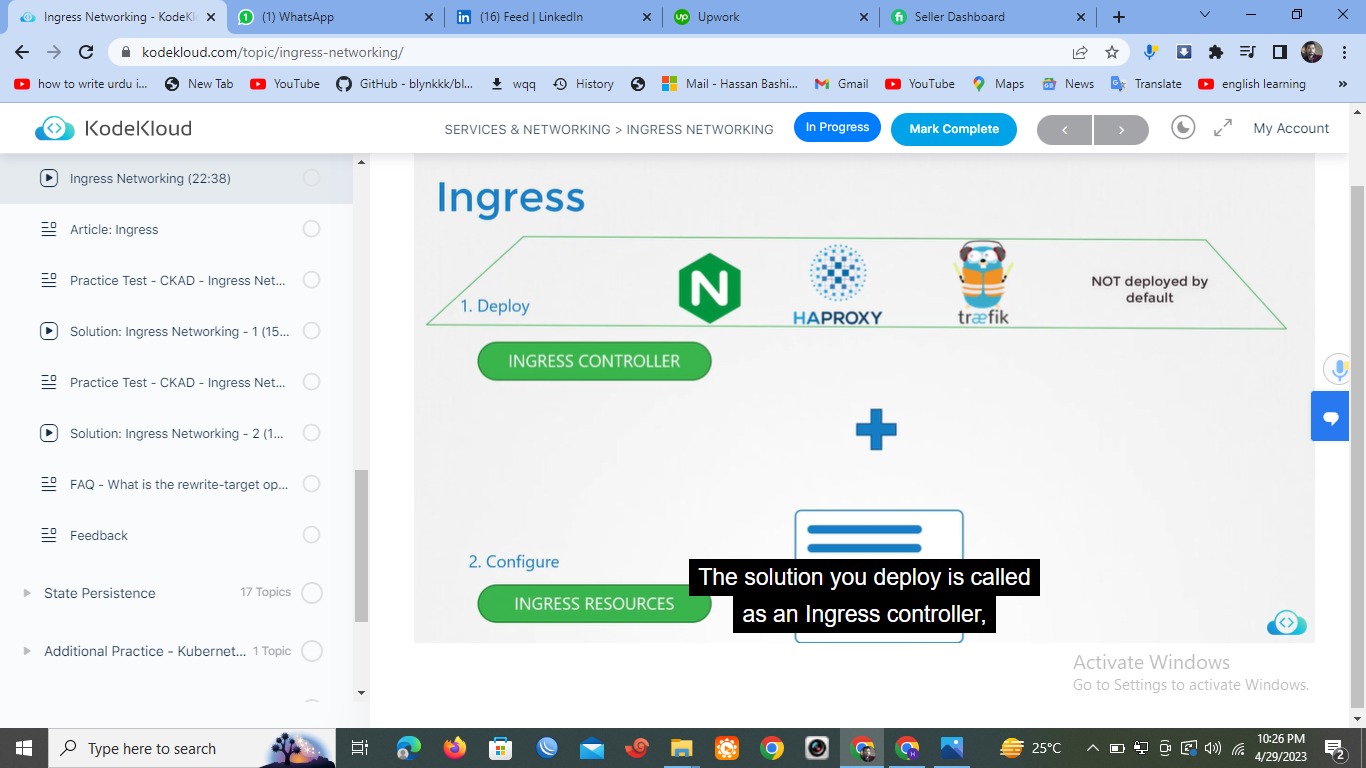 Ingress Networking - KodeKl
(1) WhatsApp
(16) Feed | LinkedIn
Upwork
Seller Dashboard
kodekloud.com/topic/ingress-networking/
how to write urdu i...
New Tab
YouTube
GitHub - blynkkk/bl...
wqq
History
Mail - Hassan Bashi...
Gmail
YouTube
Maps
News
Translate
english learning
»
KodeKloud
SERVICES & NETWORKING > INGRESS NETWORKING
In Progress
Mark Complete
My Account
Ingress Networking (22:38)
Article: Ingress
Practice Test - CKAD - Ingress Net...
Solution: Ingress Networking - 1 (15...
Practice Test - CKAD - Ingress Net...
Solution: Ingress Networking - 2 (1...
FAQ - What is the rewrite-target op...
Feedback
State Persistence
17 Topics
Additional Practice - Kubernet...
1 Topic
Ingress
1. Deploy
N
HAPROXY
træfik
NOT deployed by
default
INGRESS CONTROLLER
2. Configure
INGRESS RESOURCES
The solution you deploy is called
as an Ingress controller,
Activate Windows
Go to Settings to activate Windows.
Type here to search
25°C
10:26 PM
4/29/2023
2